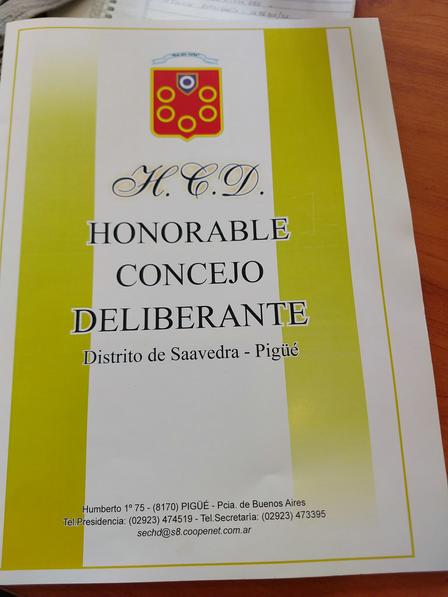 H. C. D.
HONORABLE
CONCEJO
DELIBERANTE
Distrito de Saavedra - Pigüé
Humberto 1º 75 - (8170) PIGÜÉ - Pcia. de Buenos Aires
Tel.Presidencia: (02923) 474519 - Tel.Secretaría: (02923) 473395
sechd@s8.coopenet.com.ar